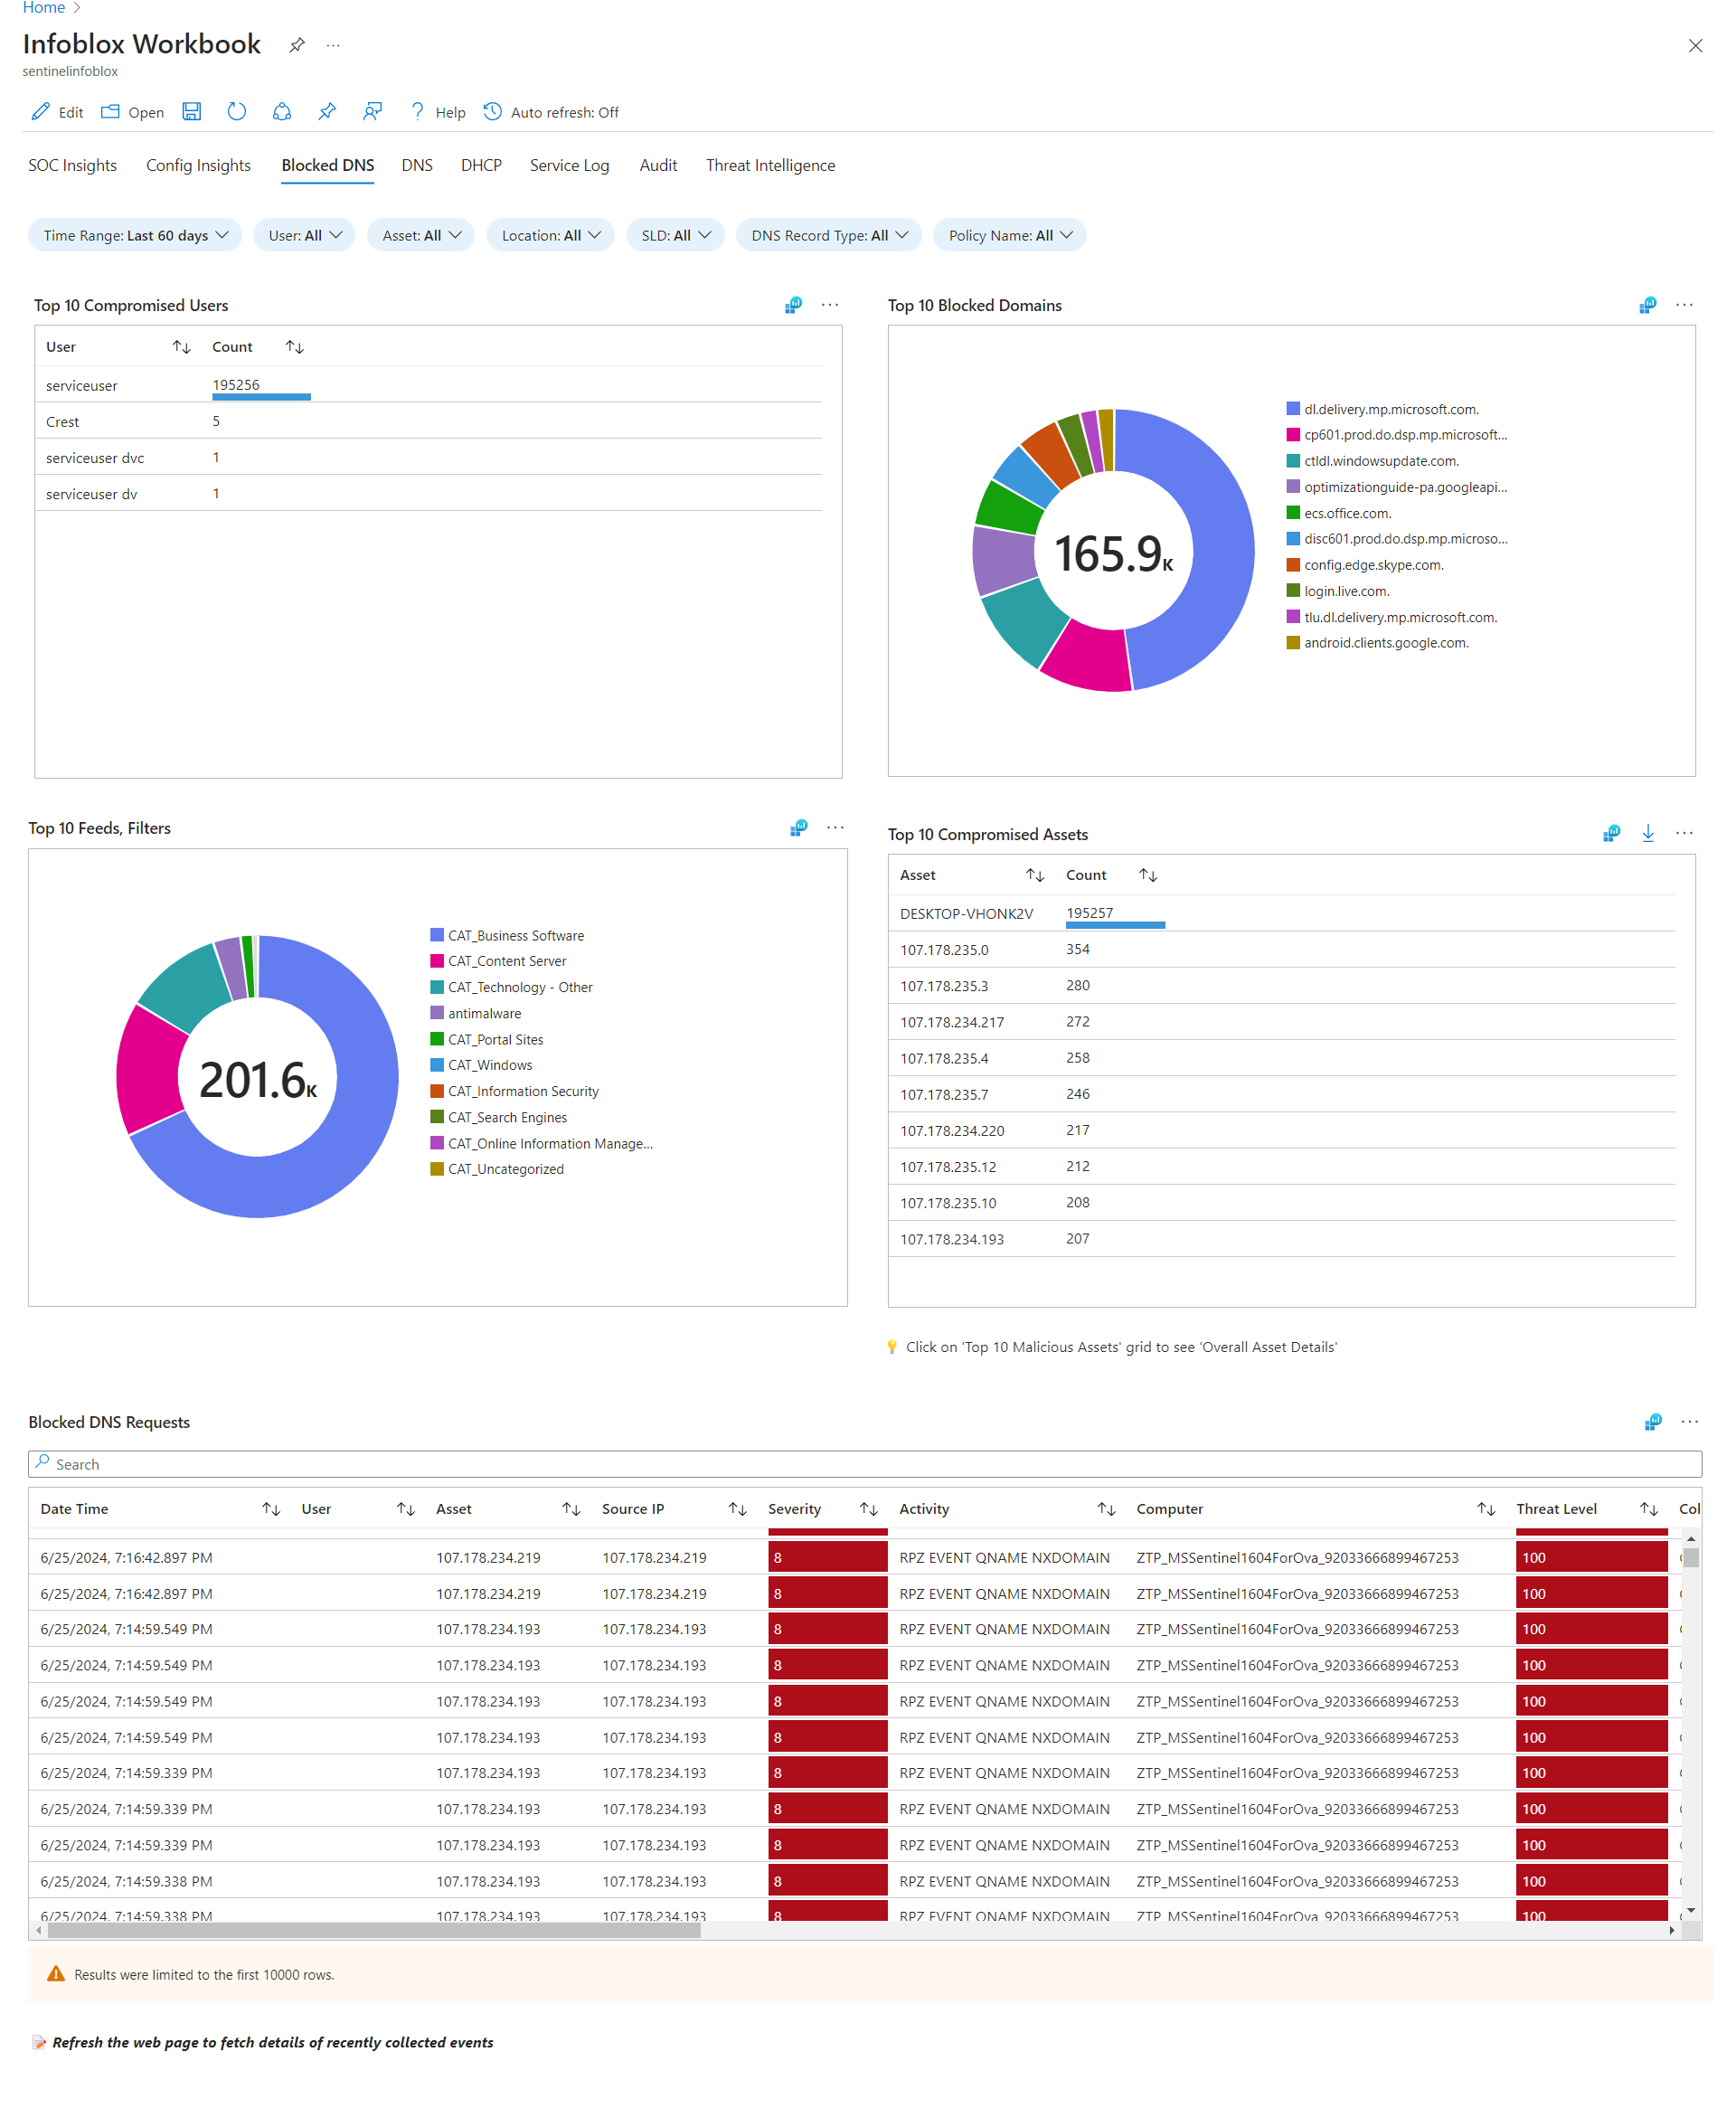 Home
Infoblox Workbook
sentinelinfoblox
Edit Open Help Auto refresh: Off
SOC Insights Config Insights Blocked DNS DNS DHCP Service Log Audit Threat Intelligence
Time Range: Last 60 days User: All Asset: All Location: All SLD: All DNS Record Type: All Policy Name: All
Top 10 Compromised Users
User Count
serviceuser 195256
Crest 5
serviceuser dvc 1
serviceuser dv 1
Top 10 Blocked Domains
165.9K
dl.delivery.mp.microsoft.com.
cp601.prod.do.dsp.mp.microsoft...
ctldl.windowsupdate.com.
optimizationguide-pa.googleapi...
ecs.office.com.
disc601.prod.do.dsp.mp.microso...
config.edge.skype.com.
login.live.com.
tlu.dl.delivery.mp.microsoft.com.
android.clients.google.com.
Top 10 Feeds, Filters
201.6K
CAT_Business Software
CAT_Content Server
CAT_Technology - Other
antimalware
CAT_Portal Sites
CAT_Windows
CAT_Information Security
CAT_Search Engines
CAT_Online Information Manage...
CAT_Uncategorized
Top 10 Compromised Assets
Asset Count
DESKTOP-VHONK2V 195257
107.178.235.0 354
107.178.235.3 280
107.178.234.217 272
107.178.235.4 258
107.178.235.7 246
107.178.234.220 217
107.178.235.12 212
107.178.235.10 208
107.178.234.193 207
Click on 'Top 10 Malicious Assets' grid to see 'Overall Asset Details'
Blocked DNS Requests
Search
Date Time User Asset Source IP Severity Activity Computer Threat Level Col
6/25/2024, 7:16:42.897 PM 107.178.234.219 107.178.234.219 8 RPZ EVENT QNAME NXDOMAIN ZTP_MSSentinel1604ForOva_92033666899467253 100
6/25/2024, 7:16:42.897 PM 107.178.234.219 107.178.234.219 8 RPZ EVENT QNAME NXDOMAIN ZTP_MSSentinel1604ForOva_92033666899467253 100
6/25/2024, 7:14:59.549 PM 107.178.234.193 107.178.234.193 8 RPZ EVENT QNAME NXDOMAIN ZTP_MSSentinel1604ForOva_92033666899467253 100
6/25/2024, 7:14:59.549 PM 107.178.234.193 107.178.234.193 8 RPZ EVENT QNAME NXDOMAIN ZTP_MSSentinel1604ForOva_92033666899467253 100
6/25/2024, 7:14:59.549 PM 107.178.234.193 107.178.234.193 8 RPZ EVENT QNAME NXDOMAIN ZTP_MSSentinel1604ForOva_92033666899467253 100
6/25/2024, 7:14:59.549 PM 107.178.234.193 107.178.234.193 8 RPZ EVENT QNAME NXDOMAIN ZTP_MSSentinel1604ForOva_92033666899467253 100
6/25/2024, 7:14:59.339 PM 107.178.234.193 107.178.234.193 8 RPZ EVENT QNAME NXDOMAIN ZTP_MSSentinel1604ForOva_92033666899467253 100
6/25/2024, 7:14:59.339 PM 107.178.234.193 107.178.234.193 8 RPZ EVENT QNAME NXDOMAIN ZTP_MSSentinel1604ForOva_92033666899467253 100
6/25/2024, 7:14:59.339 PM 107.178.234.193 107.178.234.193 8 RPZ EVENT QNAME NXDOMAIN ZTP_MSSentinel1604ForOva_92033666899467253 100
6/25/2024, 7:14:59.338 PM 107.178.234.193 107.178.234.193 8 RPZ EVENT QNAME NXDOMAIN ZTP_MSSentinel1604ForOva_92033666899467253 100
6/25/2024, 7:14:59.338 PM 107.178.234.193 107.178.234.193 8 RPZ EVENT QNAME NXDOMAIN ZTP_MSSentinel1604ForOva_92033666899467253 100
Results were limited to the first 10000 rows.
Refresh the web page to fetch details of recently collected events